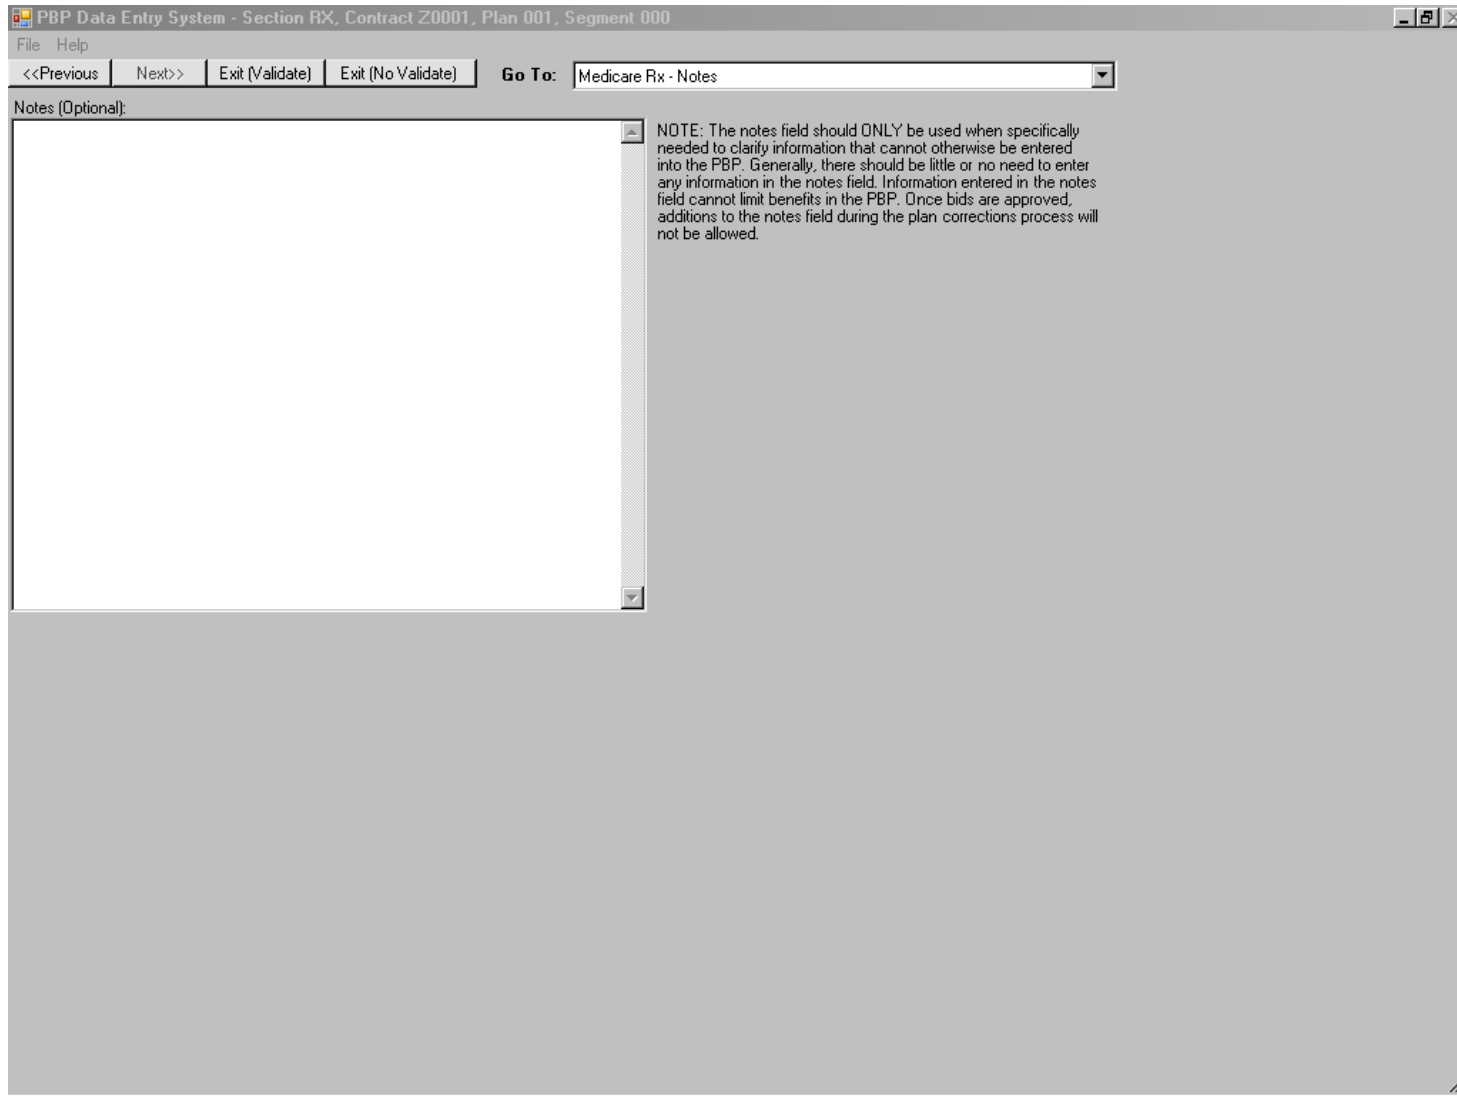 PBP Data Entry System - Section RX, Contract Z0001, Plan 001, Segment 000
File Help
<<Previous Next>> Exit (Validate) Exit (No Validate) Go To: Medicare Rx - Notes
Notes (Optional):
NOTE: The notes field should ONLY be used when specifically
needed to clarify information that cannot otherwise be entered
into the PBP. Generally, there should be little or no need to enter
any information in the notes field. Information entered in the notes
field cannot limit benefits in the PBP. Once bids are approved,
additions to the notes field during the plan corrections process will
not be allowed.